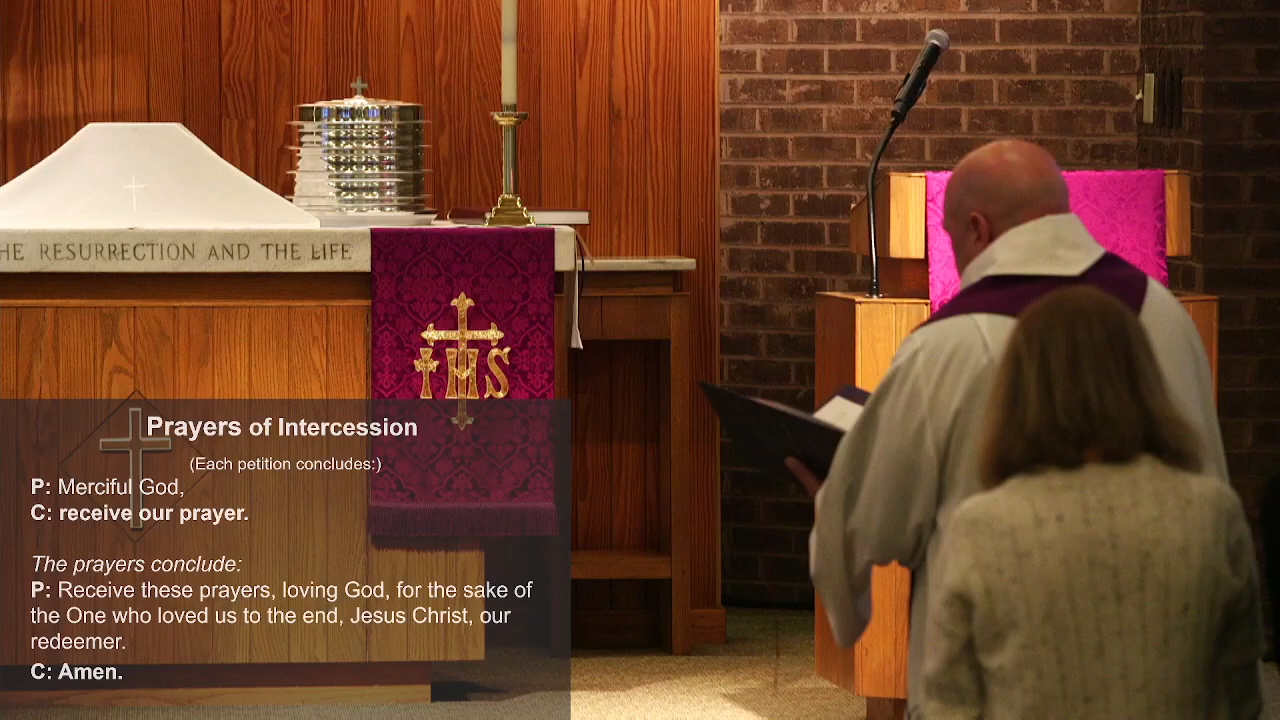 HE RESURRECTION AND THE LIFE
IHS
Prayers of Intercession
(Each petition concludes:)
P: Merciful God,
C: receive our prayer.
The prayers conclude:
P: Receive these prayers, loving God, for the sake of
the One who loved us to the end, Jesus Christ, our
redeemer.
C: Amen.